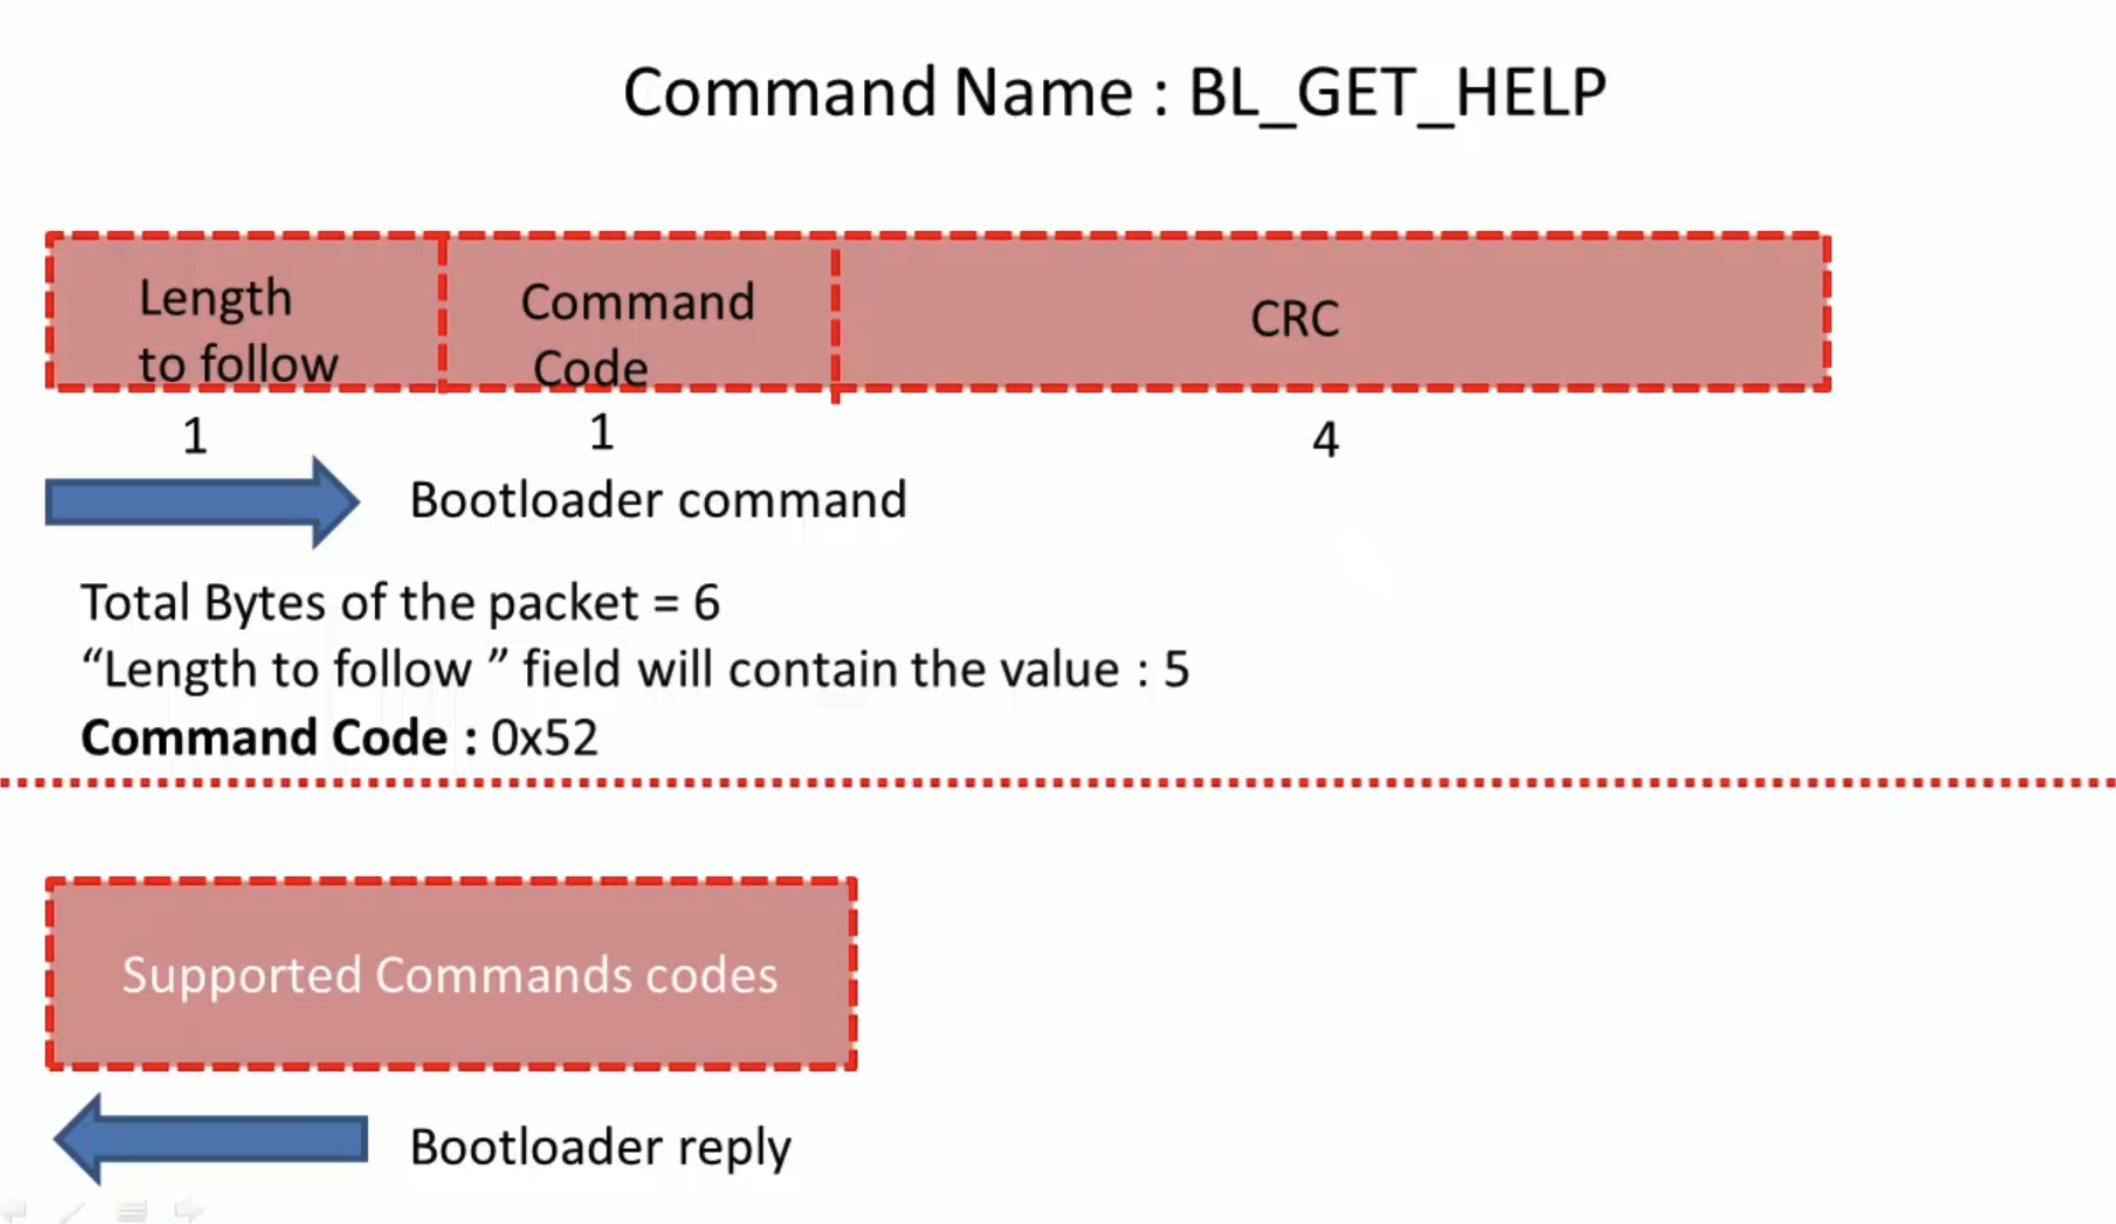 Command Name : BL_GET_HELP
Length
to follow
Command
Code
CRC
1
1
4
Bootloader command
Total Bytes of the packet = 6
“Length to follow ” field will contain the value : 5
Command Code : 0x52
Supported Commands codes
Bootloader reply